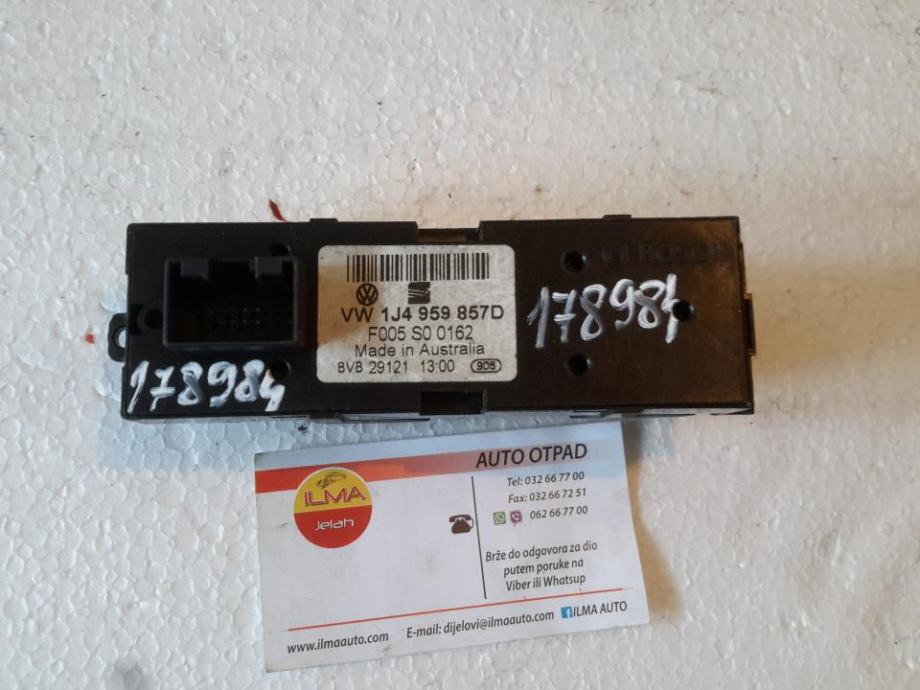 BOSCH
VW 1J4 959 857D
F005 S0 0162
Made in Australia
8VB 29121 13:00 905
178984
178984
AUTO OTPAD
ILMA
Jelah
Tel: 032 66 77 00
Fax: 032 66 72 51
062 66 77 00
Brže do odgovora za dio
putem poruke na
Viber ili Whatsup
www.ilmaauto.com E-mail: dijelovi@ilmaauto.com ILMA AUTO